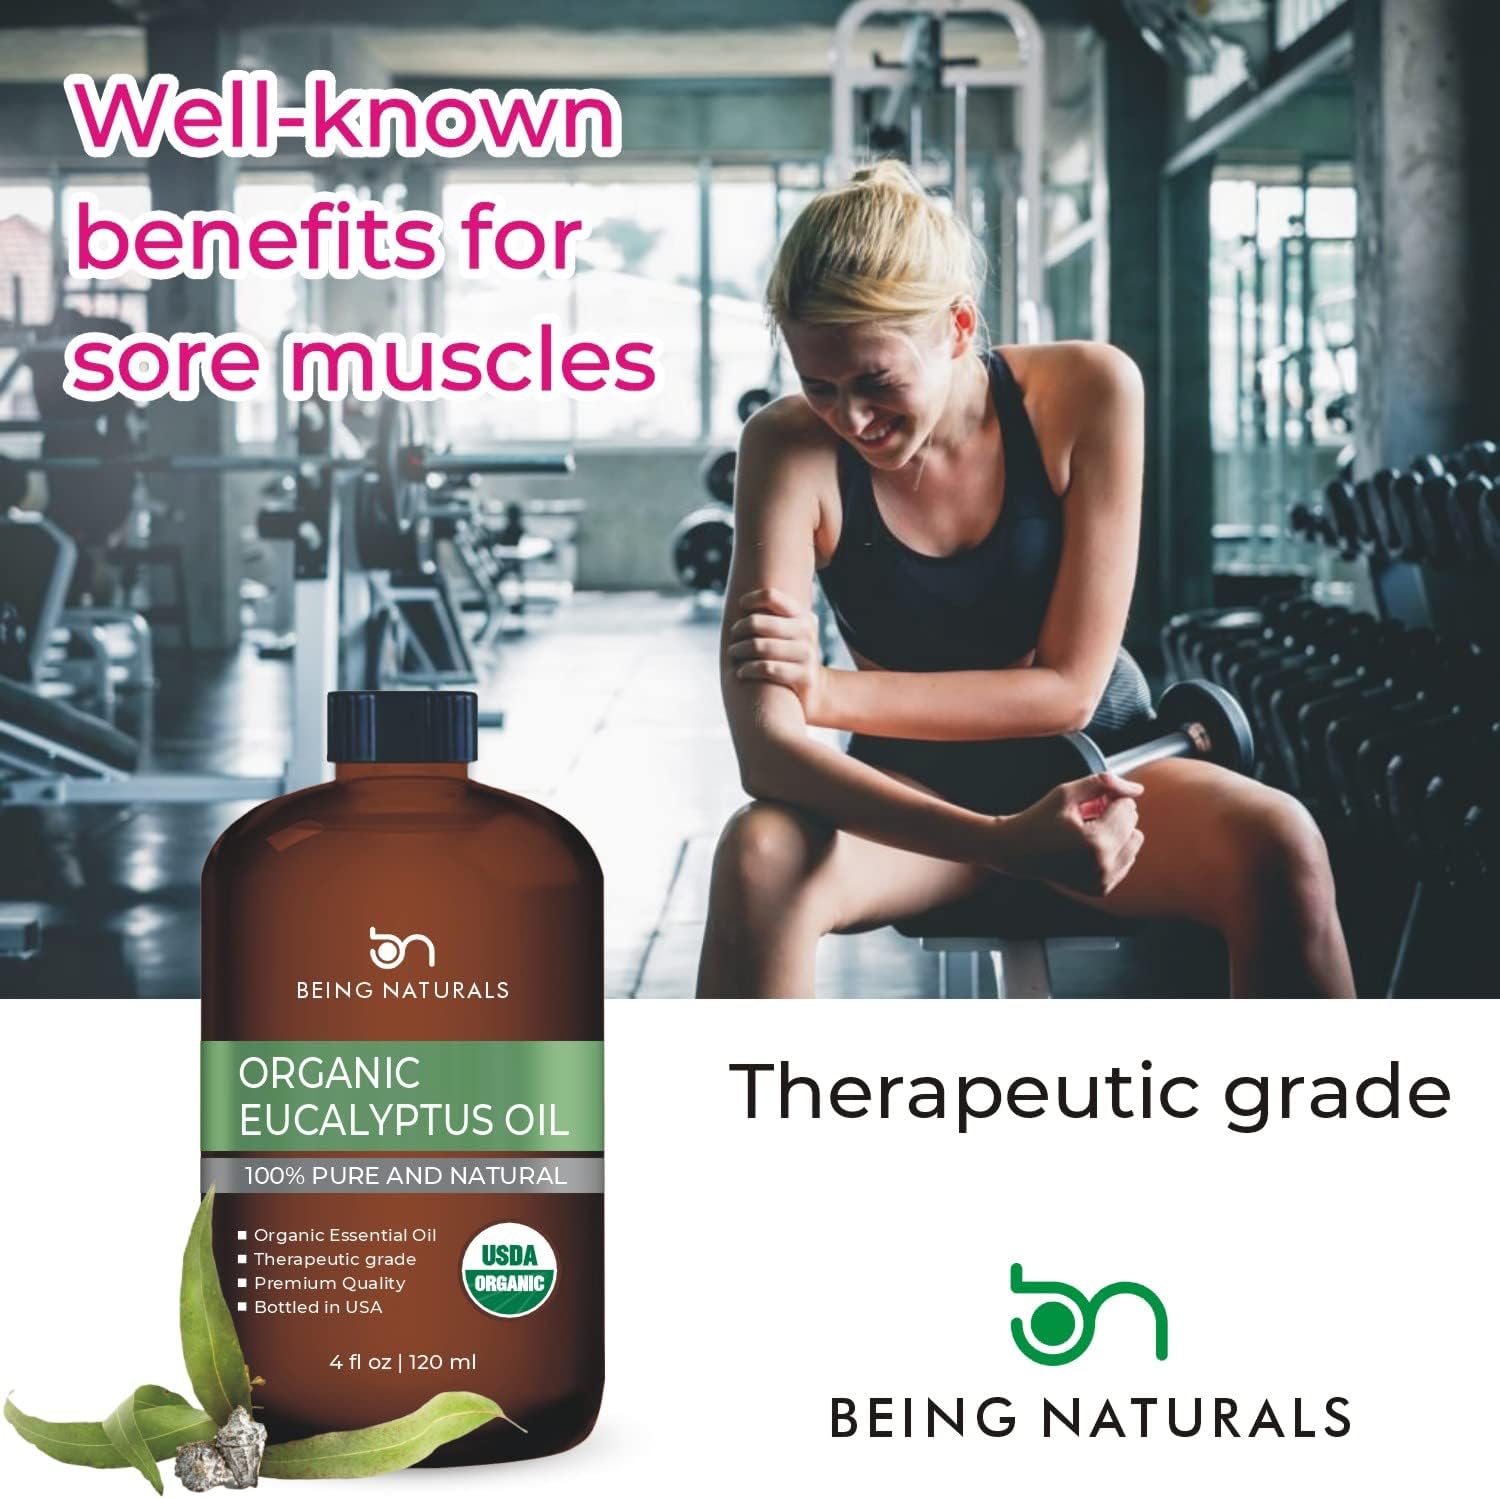 Well-known
benefits for
sore muscles
BEING NATURALS
ORGANIC
EUCALYPTUS OIL
100% PURE AND NATURAL
Organic Essential Oil
Therapeutic grade
Premium Quality
Bottled in USA
USDA
ORGANIC
4 fl oz | 120 ml
Therapeutic grade
BEING NATURALS